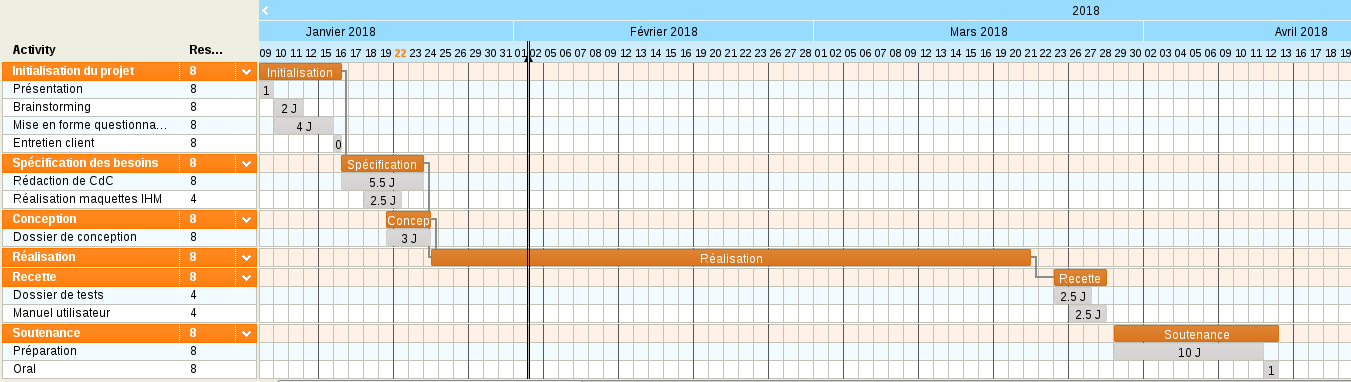 2018
Janvier 2018 Février 2018 Mars 2018 Avril 2018
Activity Res...
09 10 11 12 15 16 17 18 19 22 23 24 25 26 29 30 31 01 02 05 06 07 08 09 12 13 14 15 16 19 20 21 22 23 26 27 28 01 02 05 06 07 08 09 12 13 14 15 16 19 20 21 22 23 26 27 28 29 30 02 03 04 05 06 09 10 11 12 13 16 17 18 19
Initialisation du projet 8 Initialisation
Présentation 8 1
Brainstorming 8 2 J
Mise en forme questionna... 8 4 J
Entretien client 8 0
Spécification des besoins 8 Spécification
Rédaction de CdC 8 5.5 J
Réalisation maquettes IHM 4 2.5 J
Conception 8 Concep
Dossier de conception 8 3 J
Réalisation 8 Réalisation
Recette 8 Recette
Dossier de tests 4 2.5 J
Manuel utilisateur 4 2.5 J
Soutenance 8 Soutenance
Préparation 8 10 J
Oral 8 1